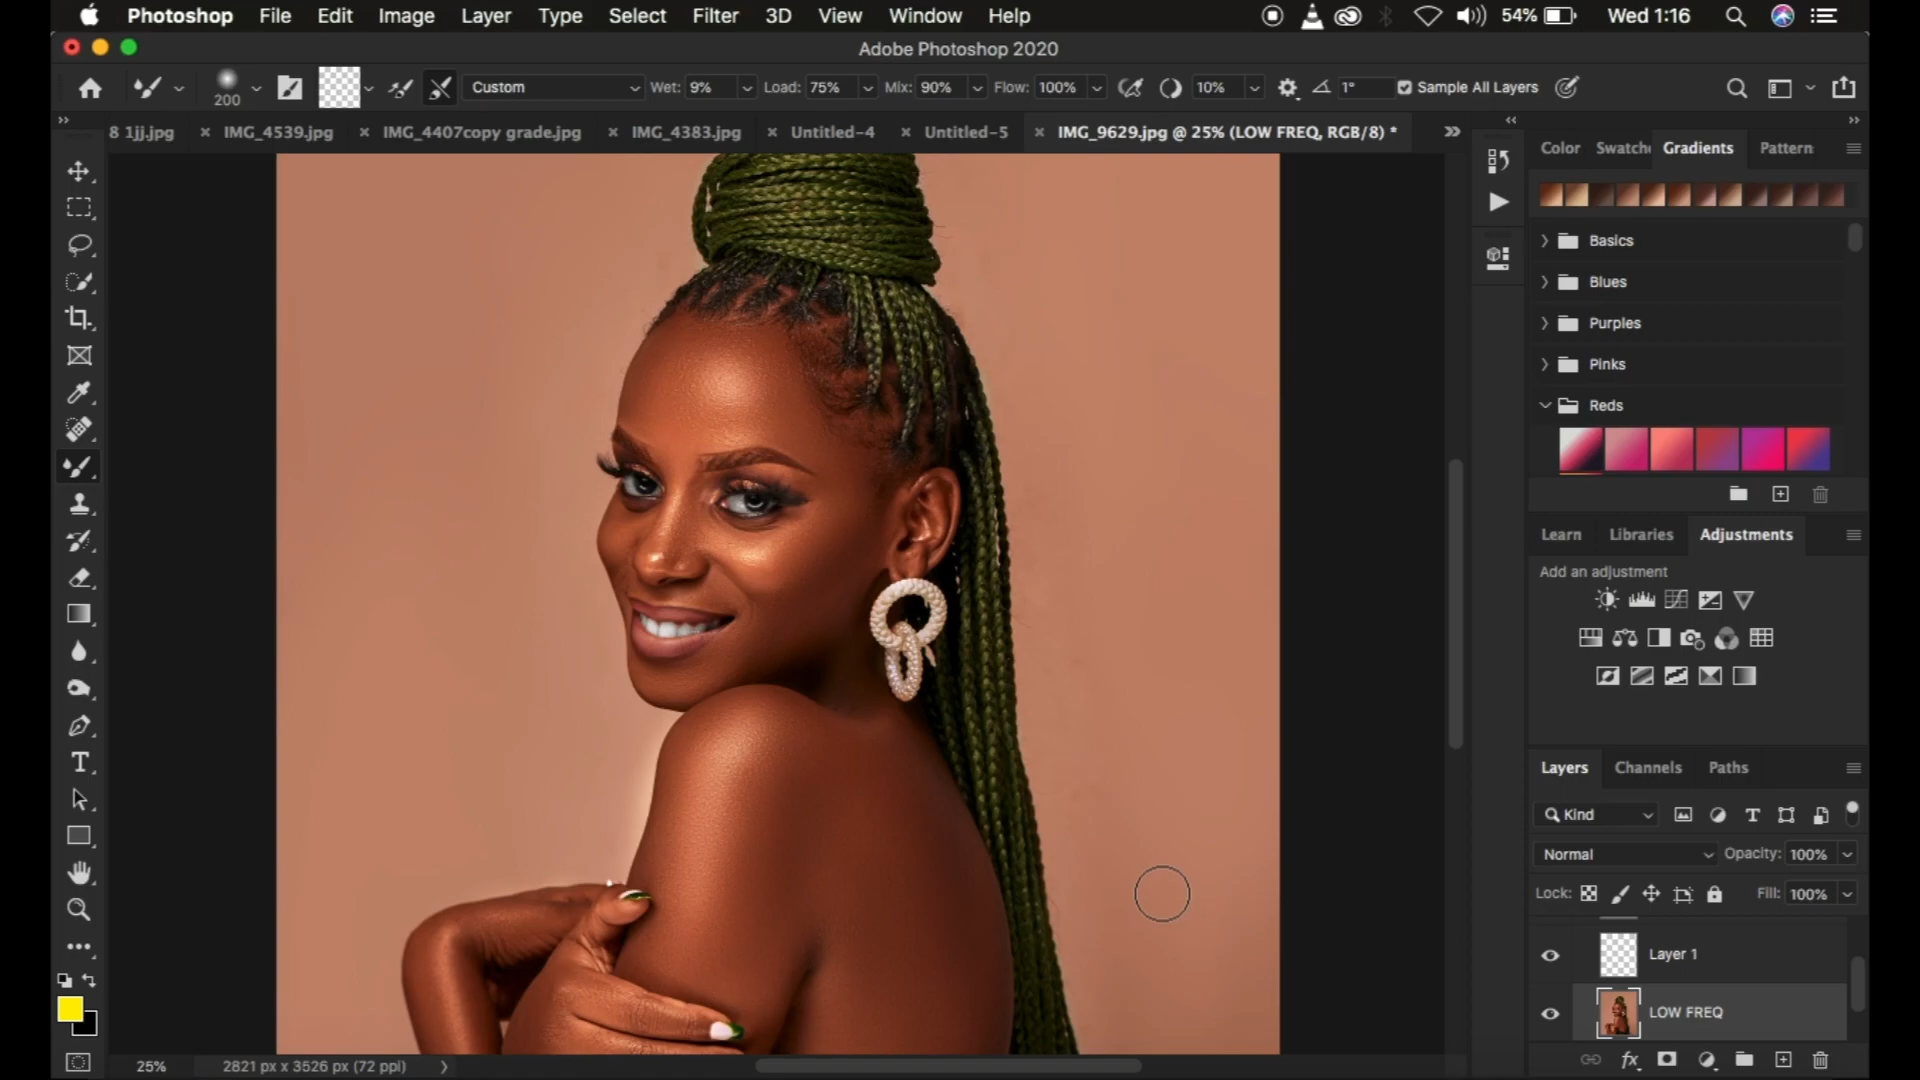 Photoshop File Edit Image Layer Type Select Filter 3D View Window Help 54% Wed 1:16
Adobe Photoshop 2020
200 Custom Wet: 9% Load: 75% Mix: 90% Flow: 100% 10% 1° Sample All Layers
8 1jj.jpg IMG_4539.jpg IMG_4407copy grade.jpg IMG_4383.jpg Untitled-4 Untitled-5 IMG_9629.jpg @ 25% (LOW FREQ, RGB/8) *
Color Swatche Gradients Pattern
Basics
Blues
Purples
Pinks
Reds
Learn Libraries Adjustments
Add an adjustment
Layers Channels Paths
Kind
Normal Opacity: 100%
Lock: Fill: 100%
Layer 1
LOW FREQ
25% 2821 px x 3526 px (72 ppi)